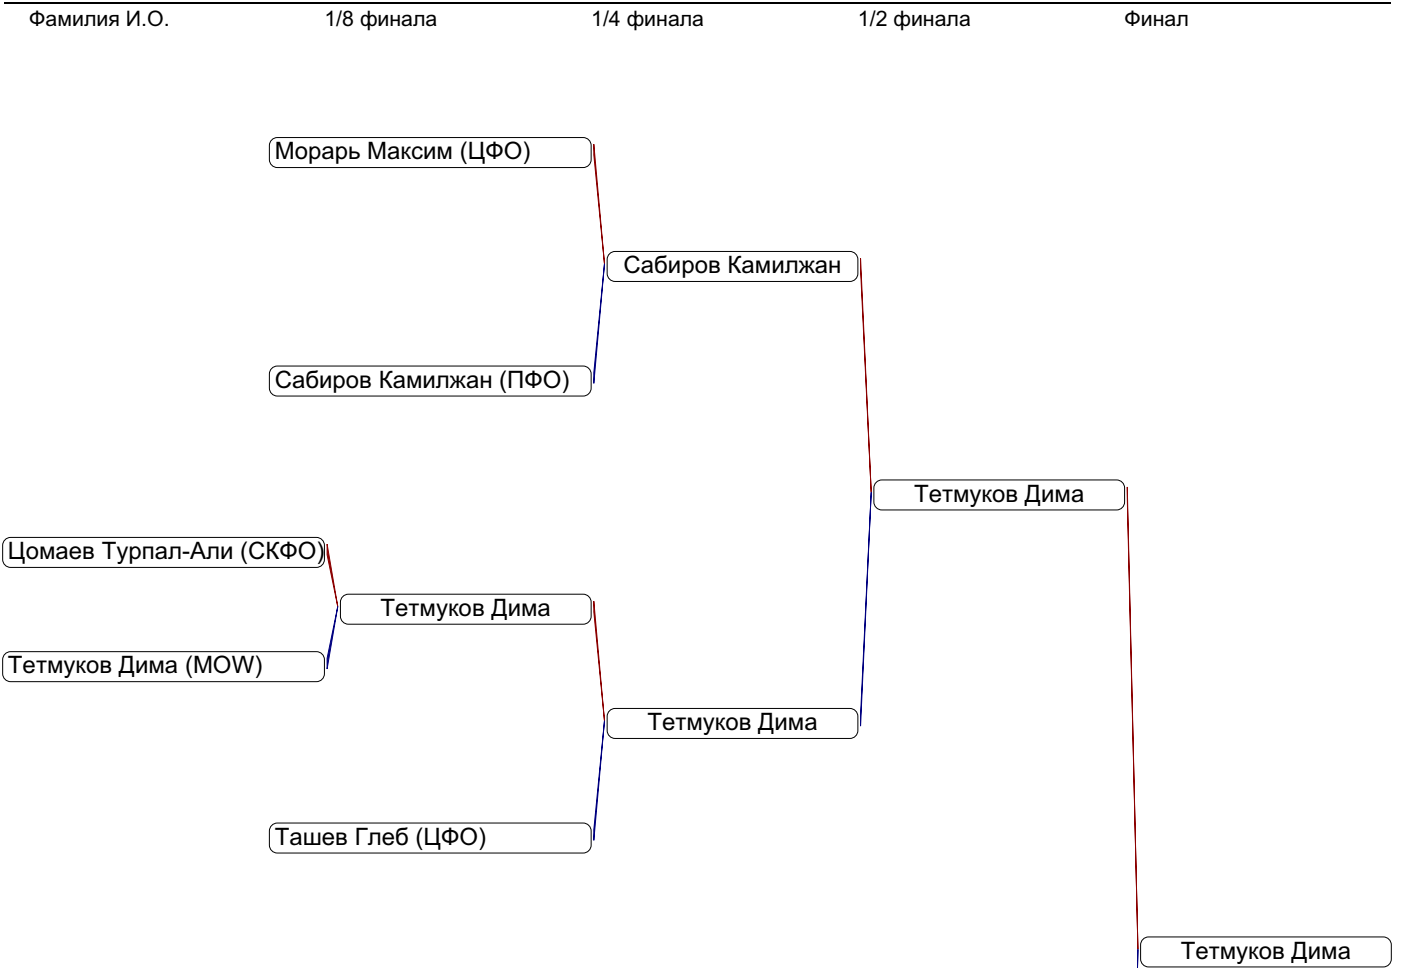 Фамилия И.О. 1/8 финала 1/4 финала 1/2 финала Финал
Морарь Максим (ЦФО)
Сабиров Камилжан
Сабиров Камилжан (ПФО)
Тетмуков Дима
Цомаев Турпал-Али (СКФО)
Тетмуков Дима
Тетмуков Дима (MOW)
Тетмуков Дима
Ташев Глеб (ЦФО)
Тетмуков Дима